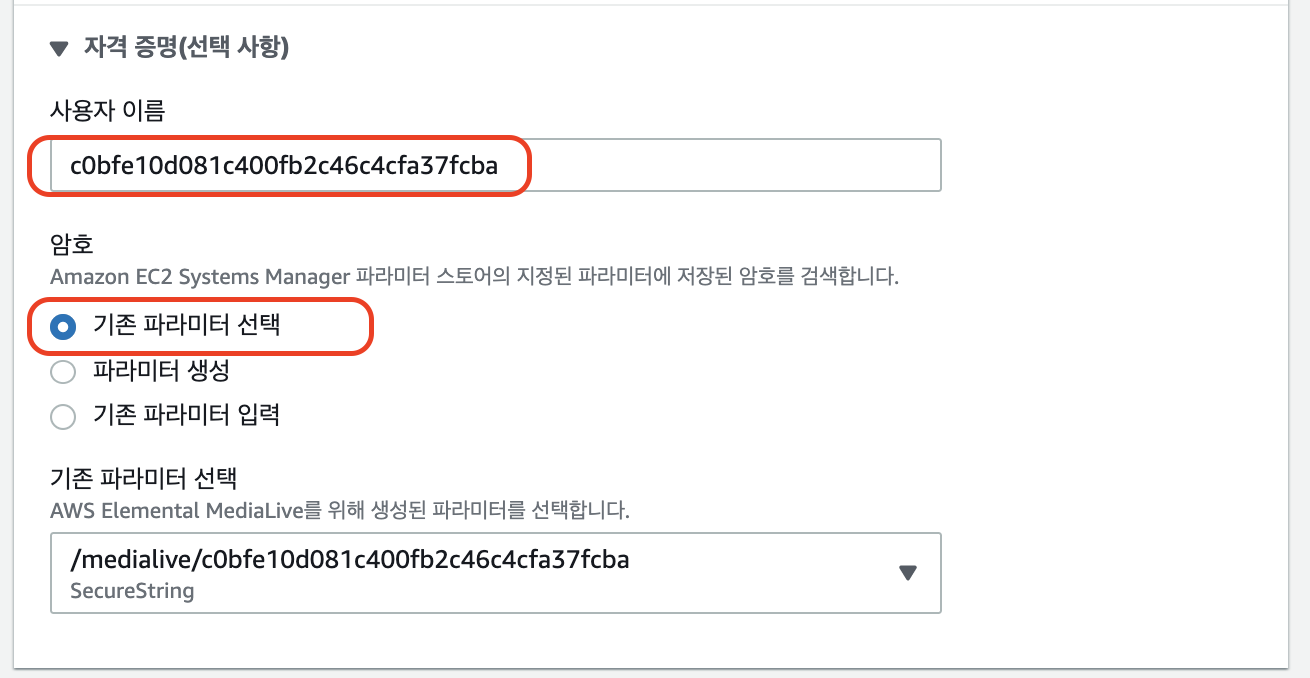 자격 증명(선택 사항)
사용자 이름
c0bfe10d081c400fb2c46c4cfa37fcba
암호
Amazon EC2 Systems Manager 파라미터 스토어의 지정된 파라미터에 저장된 암호를 검색합니다.
기존 파라미터 선택
파라미터 생성
기존 파라미터 입력
기존 파라미터 선택
AWS Elemental MediaLive를 위해 생성된 파라미터를 선택합니다.
/medialive/c0bfe10d081c400fb2c46c4cfa37fcba
SecureString